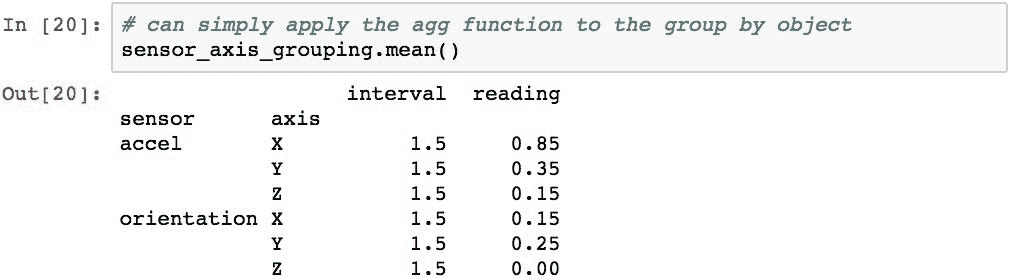 In [20]: # can simply apply the agg function to the group by object
sensor_axis_grouping.mean()
Out[20]: interval reading
sensor axis
accel X 1.5 0.85
Y 1.5 0.35
Z 1.5 0.15
orientation X 1.5 0.15
Y 1.5 0.25
Z 1.5 0.00